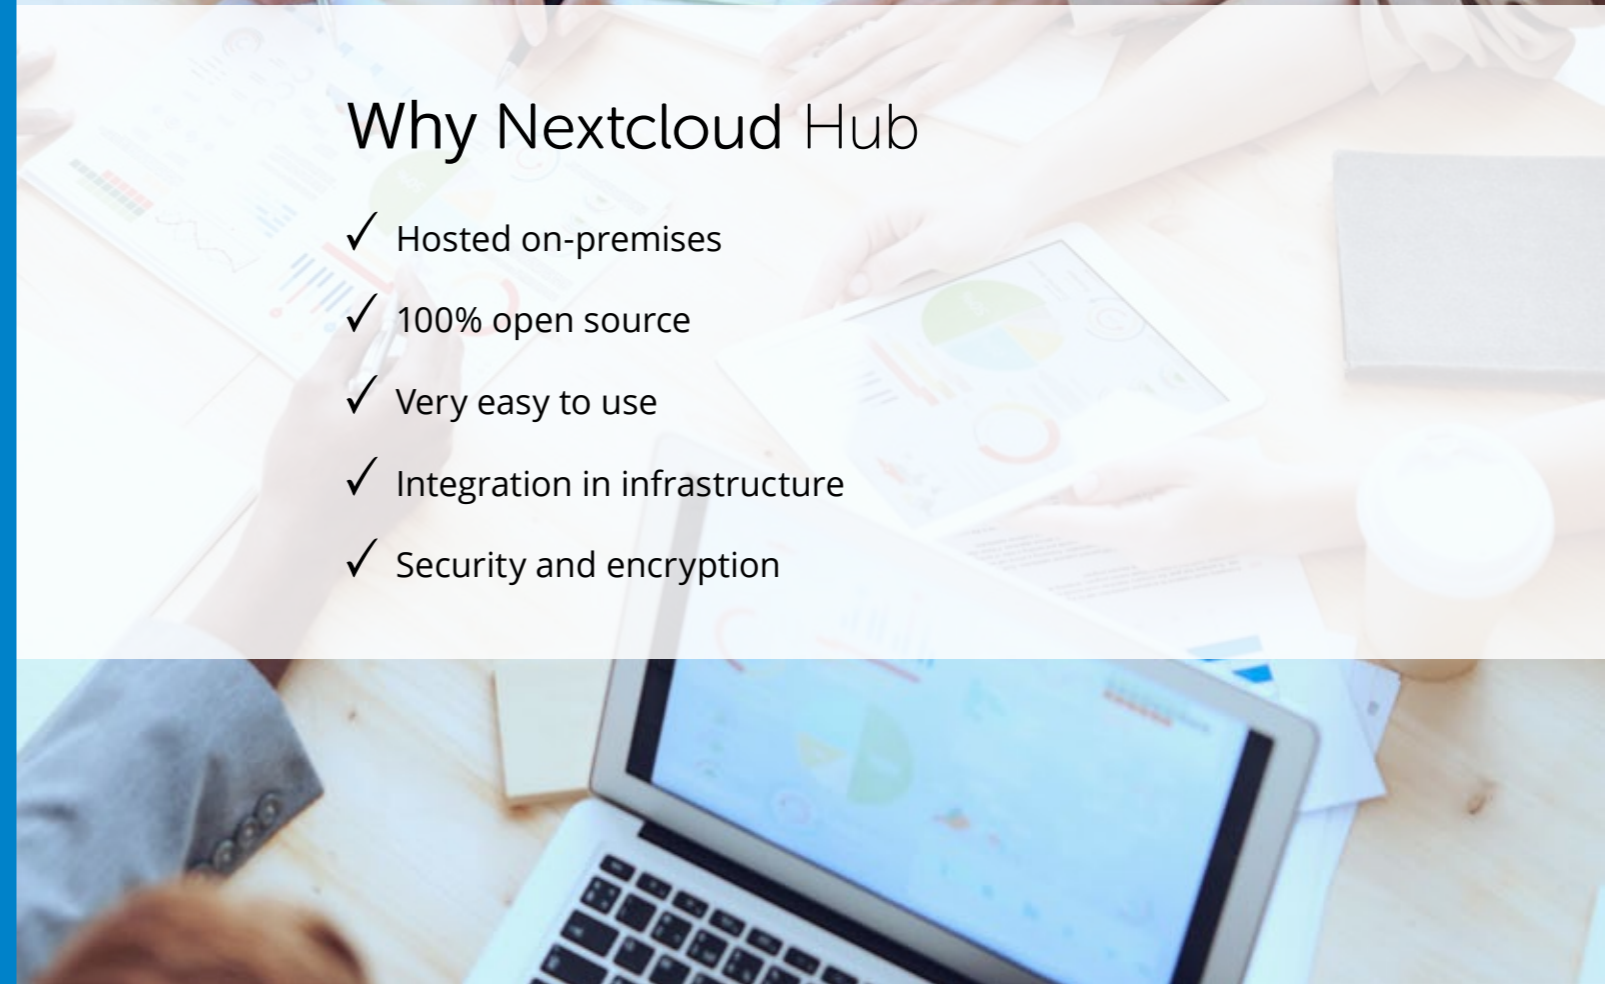 Why Nextcloud Hub
✓ Hosted on-premises
✓ 100% open source
✓ Very easy to use
✓ Integration in infrastructure
✓ Security and encryption